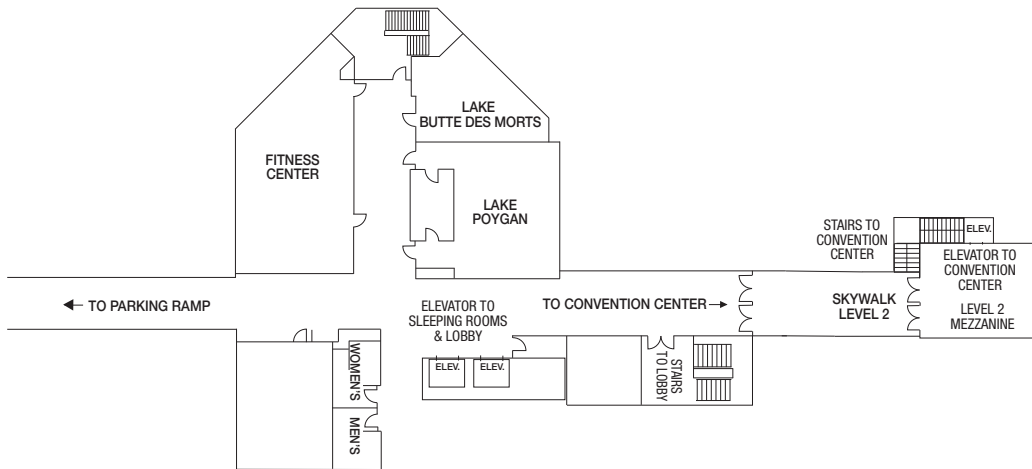 LAKE
BUTTE DES MORTS
FITNESS
CENTER
LAKE
POYGAN
STAIRS TO
CONVENTION
CENTER
ELEV.
ELEVATOR TO
CONVENTION
CENTER
LEVEL 2
MEZZANINE
← TO PARKING RAMP
ELEVATOR TO
SLEEPING ROOMS
& LOBBY
TO CONVENTION CENTER →
SKYWALK
LEVEL 2
WOMEN'S
MEN'S
ELEV.
ELEV.
STAIRS
TO LOBBY